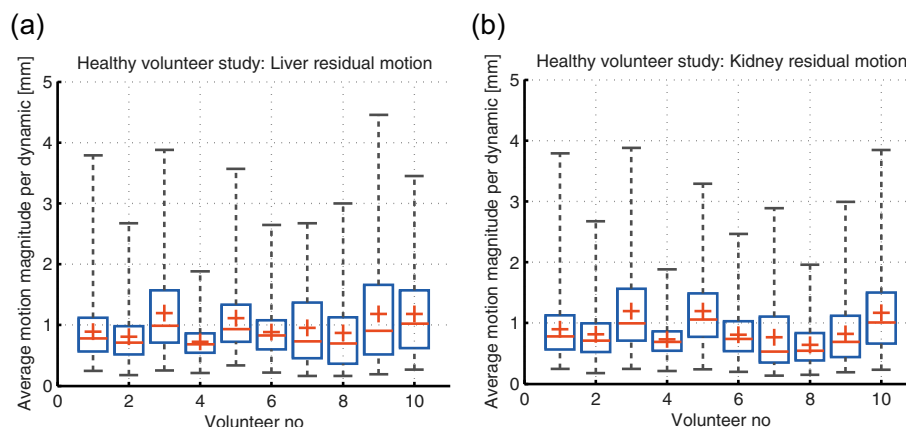 (a)
Healthy volunteer study: Liver residual motion
Average motion magnitude per dynamic [mm]
5
4
3
2
1
0
0 2 4 6 8 10
Volunteer no
(b)
Healthy volunteer study: Kidney residual motion
Average motion magnitude per dynamic [mm]
5
4
3
2
1
0
0 2 4 6 8 10
Volunteer no